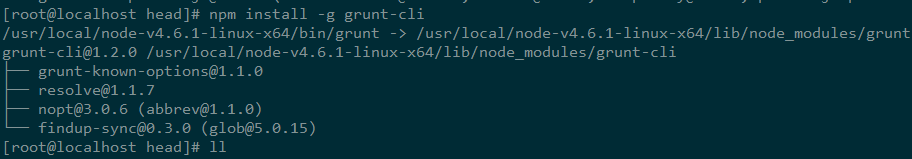 [root@localhost head]# npm install -g grunt-cli
/usr/local/node-v4.6.1-linux-x64/bin/grunt -> /usr/local/node-v4.6.1-linux-x64/lib/node_modules/grunt
grunt-cli@1.2.0 /usr/local/node-v4.6.1-linux-x64/lib/node_modules/grunt-cli
├── grunt-known-options@1.1.0
├── resolve@1.1.7
├── nopt@3.0.6 (abbrev@1.1.0)
└── findup-sync@0.3.0 (glob@5.0.15)
[root@localhost head]# ll